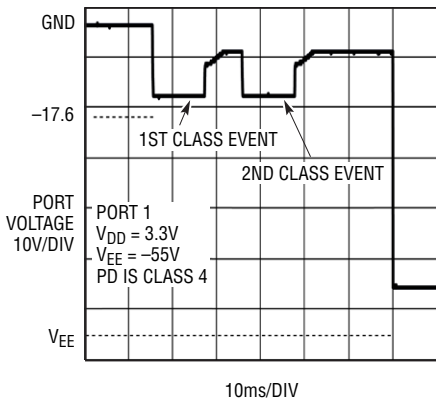 GND
–17.6
1ST CLASS EVENT
2ND CLASS EVENT
PORT
VOLTAGE
10V/DIV
PORT 1
VDD = 3.3V
VEE = –55V
PD IS CLASS 4
VEE
10ms/DIV